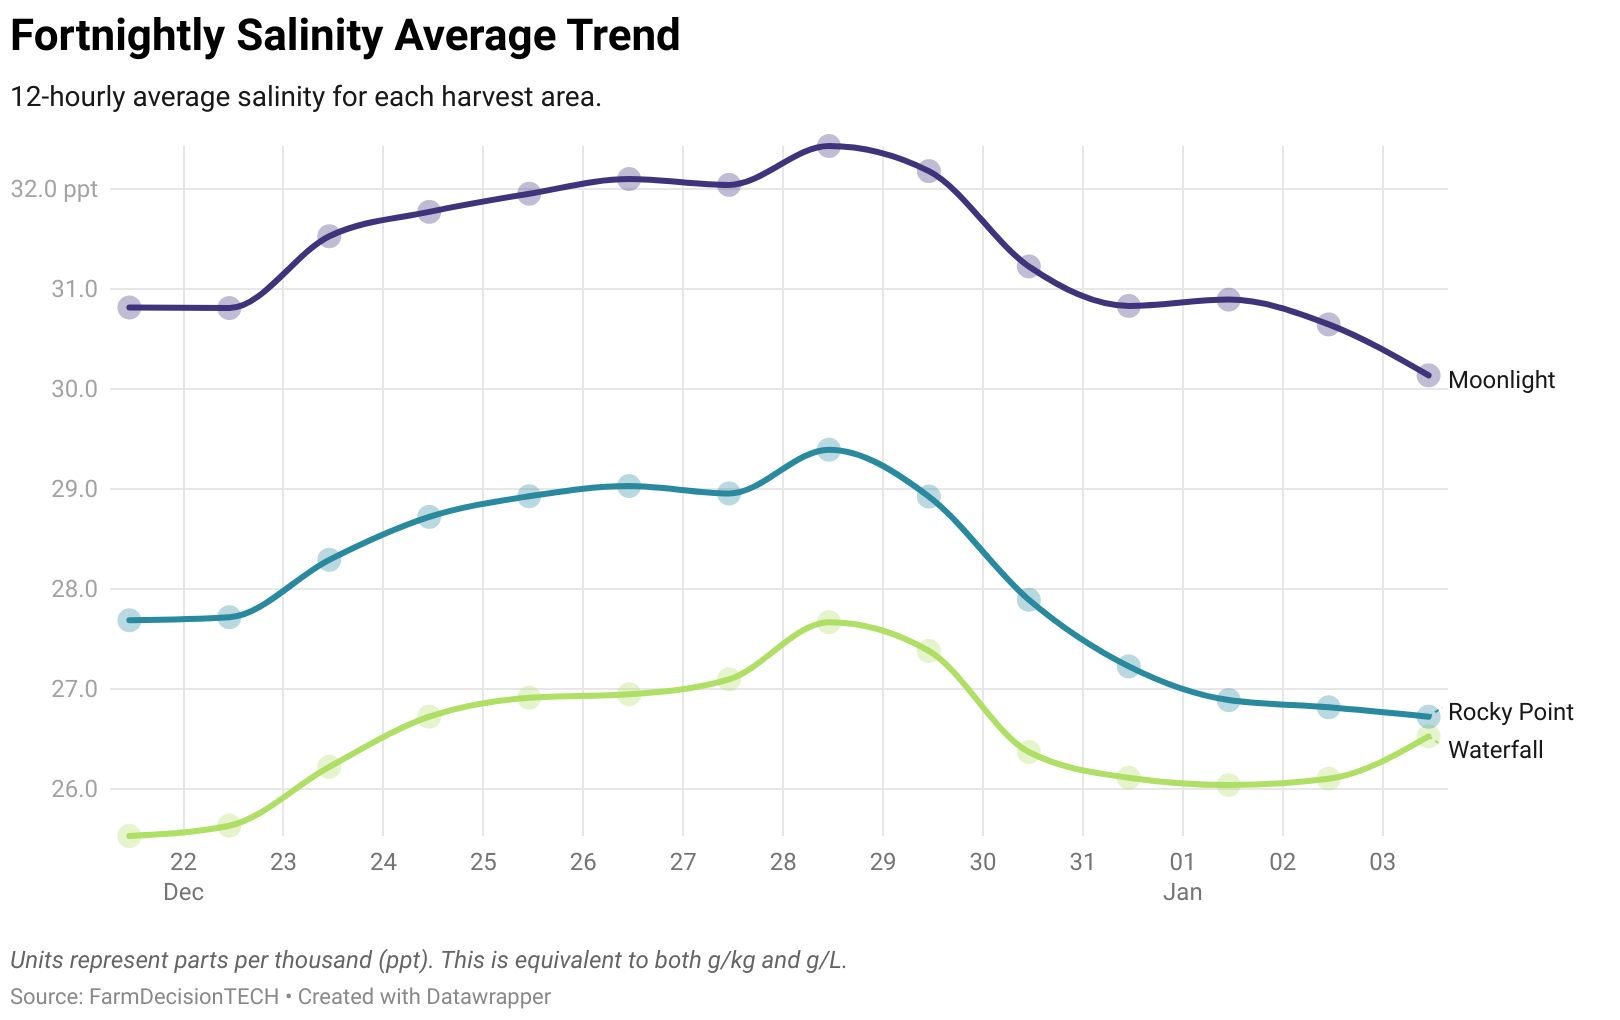 Fortnightly Salinity Average Trend
12-hourly average salinity for each harvest area.
32.0 ppt
31.0
30.0
Moonlight
29.0
28.0
27.0
Rocky Point
Waterfall
26.0
22 23 24 25 26 27 28 29 30 31 01 02 03
Dec Jan
Units represent parts per thousand (ppt). This is equivalent to both g/kg and g/L.
Source: FarmDecisionTECH • Created with Datawrapper